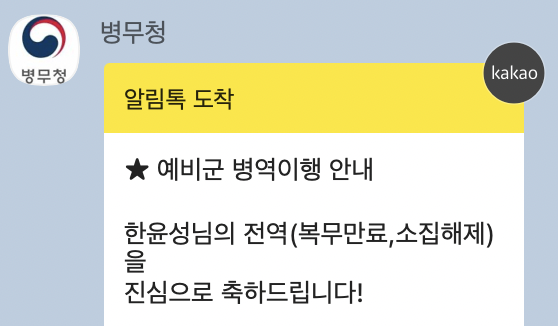 병무청
병무청
kakao
알림톡 도착
★ 예비군 병역이행 안내
한윤성님의 전역(복무만료,소집해제)
을
진심으로 축하드립니다!